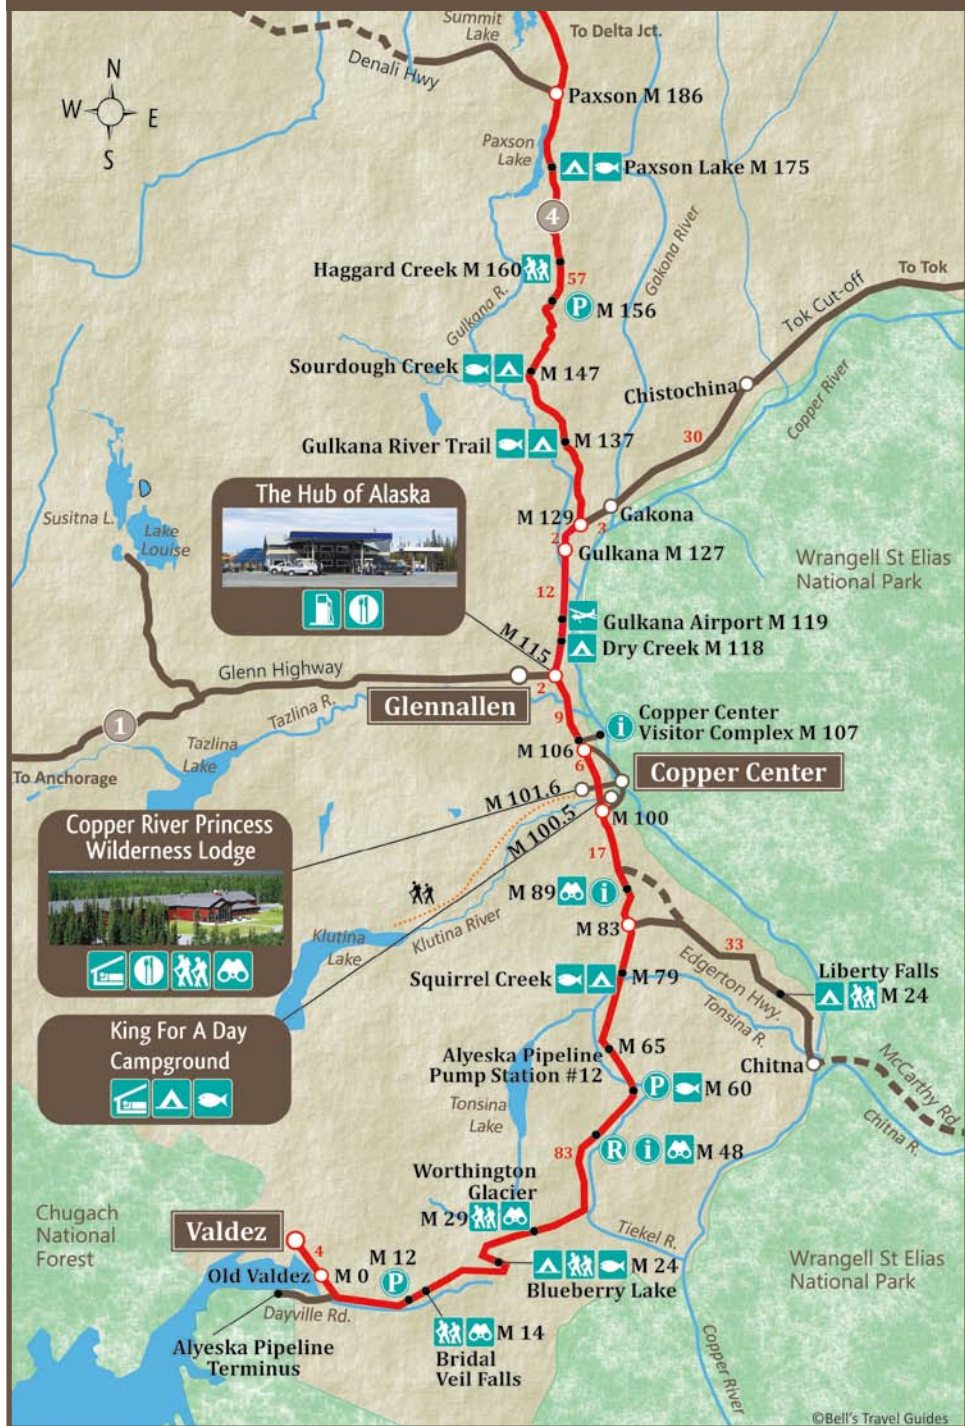 Summit
Lake
To Delta Jct.
Denali Hwy
N
W
E
S
Paxson M 186
Paxson
Lake
Paxson Lake M 175
4
Gakona River
Haggard Creek M 160
57
To Tok
Tok Cut-off
P
M 156
Gulkana R.
Sourdough Creek
M 147
Chistochina
Copper River
30
Gulkana River Trail
M 137
The Hub of Alaska
Susitna L.
Lake
Louise
M 129
3
Gakona
2
Gulkana M 127
Wrangell St Elias
National Park
12
Gulkana Airport M 119
Dry Creek M 118
M 115
Glenn Highway
2
Glennallen
Tazlina R.
9
1
Tazlina
Lake
To Anchorage
i
Copper Center
Visitor Complex M 107
M 106
6
Copper Center
M 101.6
M 100.5
M 100
Copper River Princess
Wilderness Lodge
17
M 89
i
Klutina
Lake
Klutina River
M 83
33
Edgerton Hwy.
Squirrel Creek
M 79
Liberty Falls
M 24
Tonsina R.
King For A Day
Campground
M 65
Alyeska Pipeline
Pump Station #12
Chitna
McCarthy Rd.
Chitna R.
P
M 60
Tonsina
Lake
83
R
i
M 48
Worthington
Glacier
M 29
Chugach
National
Forest
Valdez
4
Tiekel R.
Wrangell St Elias
National Park
M 12
P
Old Valdez
M 0
M 24
Blueberry Lake
Dayville Rd.
Alyeska Pipeline
Terminus
M 14
Bridal
Veil Falls
Copper River
©Bell's Travel Guides